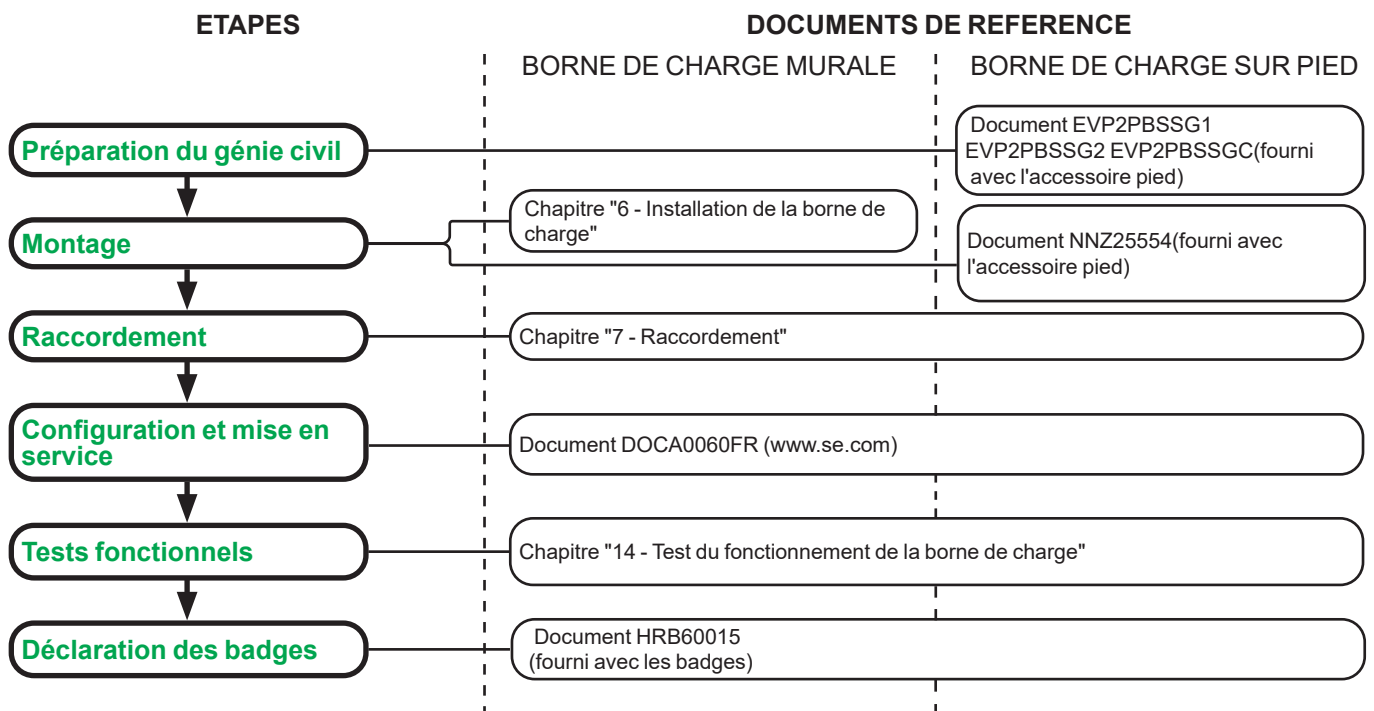 ETAPES
DOCUMENTS DE REFERENCE
BORNE DE CHARGE MURALE
BORNE DE CHARGE SUR PIED
Préparation du génie civil
Document EVP2PBSSG1
EVP2PBSSG2 EVP2PBSSGC(fourni
avec l'accessoire pied)
Montage
Chapitre "6 - Installation de la borne de
charge"
Document NNZ25554(fourni avec
l'accessoire pied)
Raccordement
Chapitre "7 - Raccordement"
Configuration et mise en
service
Document DOCA0060FR (www.se.com)
Tests fonctionnels
Chapitre "14 - Test du fonctionnement de la borne de charge"
Déclaration des badges
Document HRB60015
(fourni avec les badges)